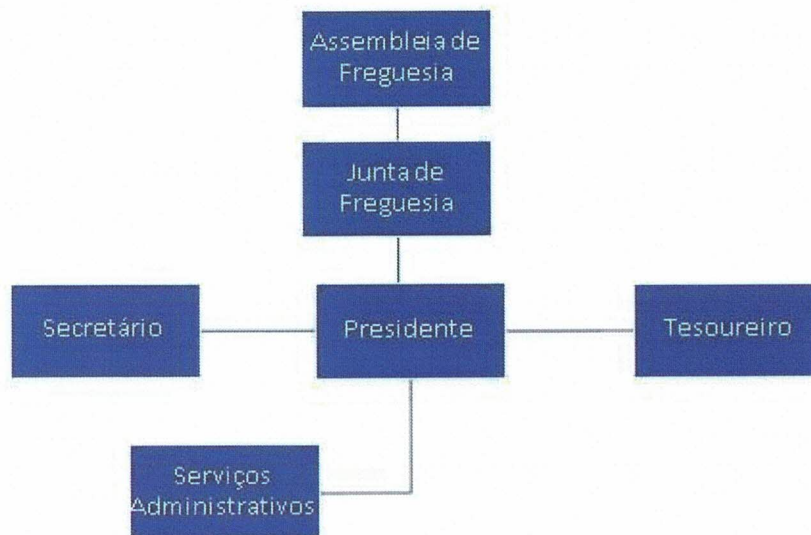 Assembleia de
Freguesia
Junta de
Freguesia
Secretário
Presidente
Tesoureiro
Serviços
Administrativos